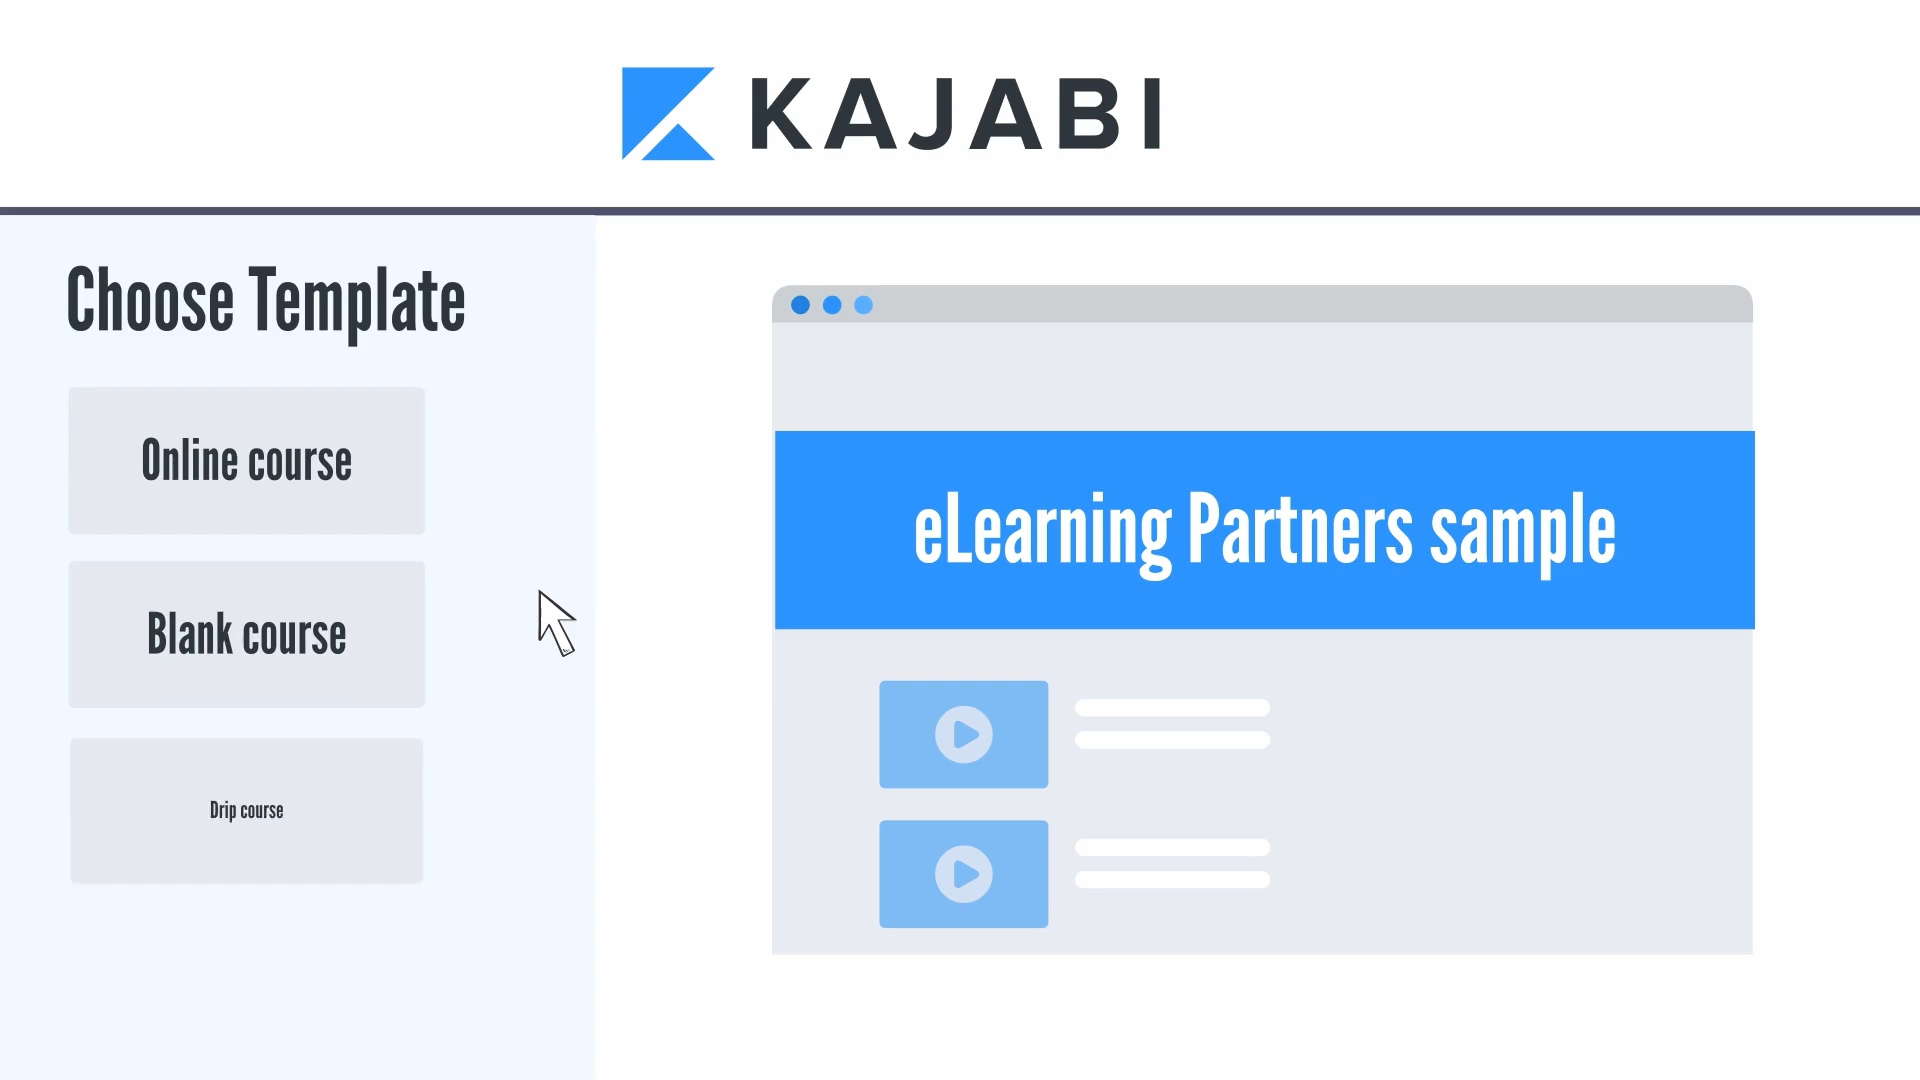 KAJABI
Choose Template
Online course
Blank course
Drip course
eLearning Partners sample